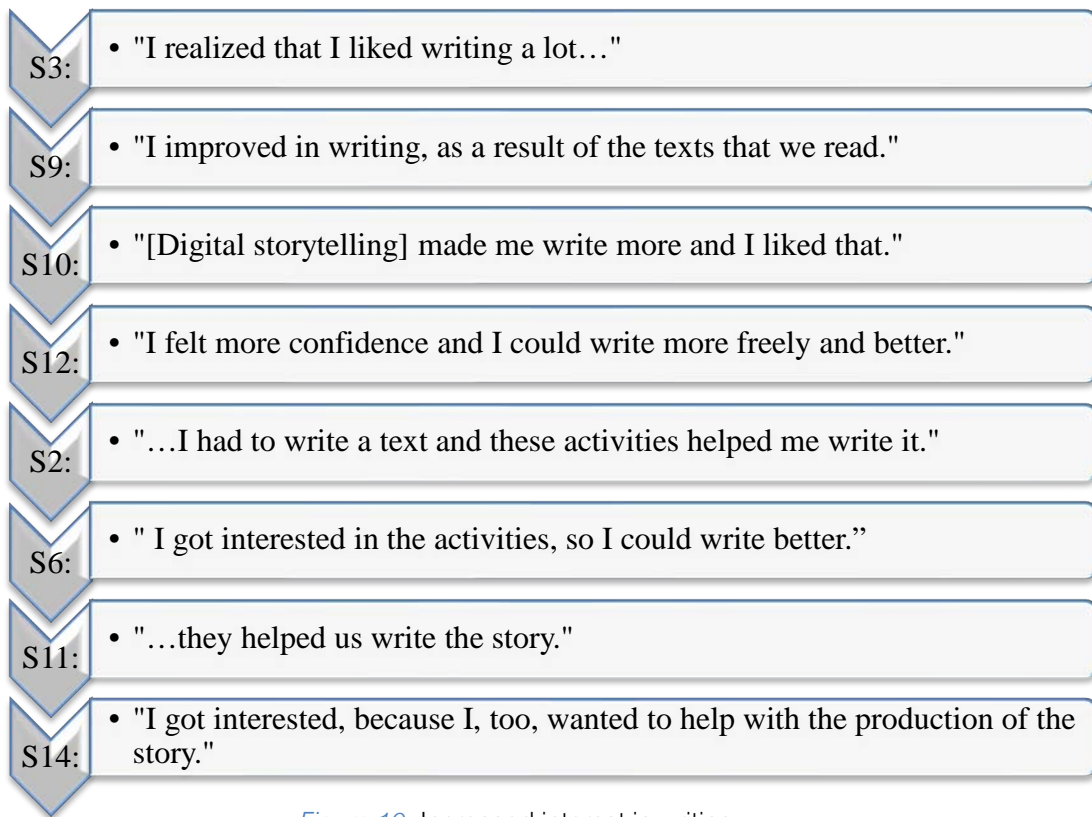 S3:
• "I realized that I liked writing a lot…"
S9:
• "I improved in writing, as a result of the texts that we read."
S10:
• "[Digital storytelling] made me write more and I liked that."
S12:
• "I felt more confidence and I could write more freely and better."
S2:
• "…I had to write a text and these activities helped me write it."
S6:
• " I got interested in the activities, so I could write better.”
S11:
• "…they helped us write the story."
S14:
• "I got interested, because I, too, wanted to help with the production of the
story."